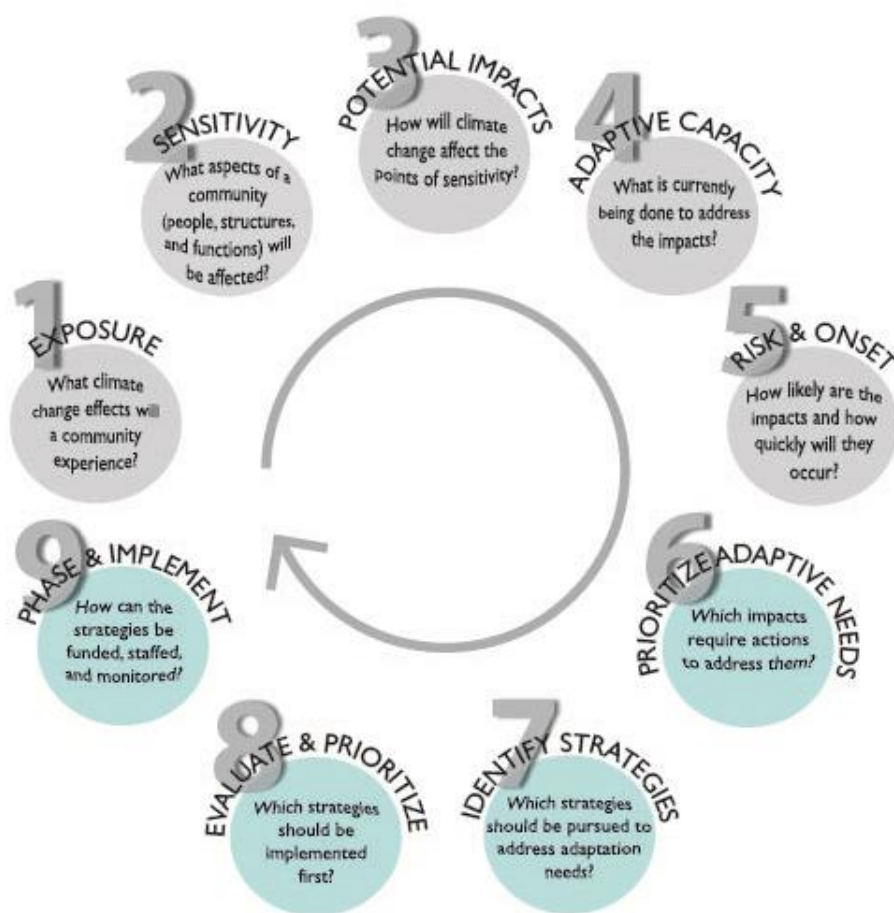 1
EXPOSURE
What climate
change effects will
a community
experience?
2
SENSITIVITY
What aspects of a
community
(people, structures,
and functions) will
be affected?
3
POTENTIAL IMPACTS
How will climate
change affect the
points of sensitivity?
4
ADAPTIVE CAPACITY
What is currently
being done to address
the impacts?
5
RISK & ONSET
How likely are the
impacts and how
quickly will they
occur?
6
PRIORITIZE ADAPTIVE NEEDS
Which impacts
require actions
to address them?
7
IDENTIFY STRATEGIES
Which strategies
should be pursued to
address adaptation
needs?
8
EVALUATE & PRIORITIZE
Which strategies
should be
implemented
first?
9
PHASE & IMPLEMENT
How can the
strategies be
funded, staffed,
and monitored?